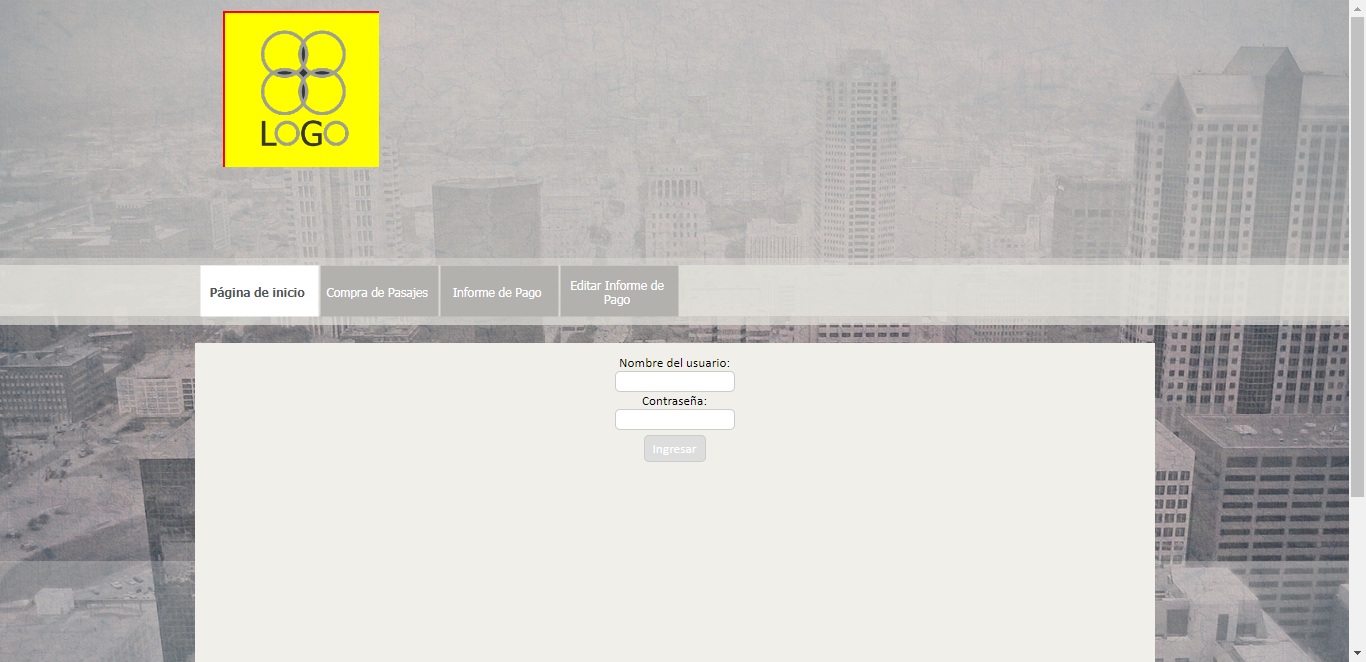 LOGO
Página de inicio
Compra de Pasajes
Informe de Pago
Editar Informe de
Pago
Nombre del usuario:
Contraseña:
Ingresar